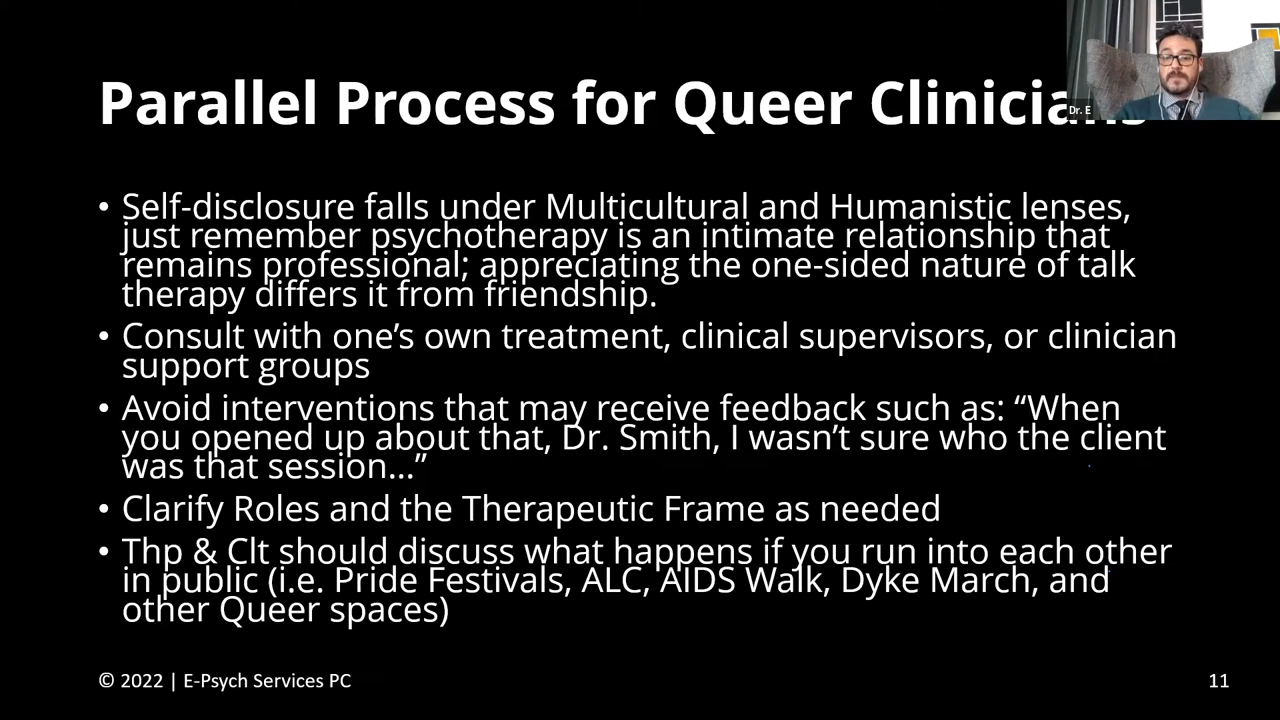 Parallel Process for Queer Clinicians
Dr. E
• Self-disclosure falls under Multicultural and Humanistic lenses,
just remember psychotherapy is an intimate relationship that
remains professional; appreciating the one-sided nature of talk
therapy differs it from friendship.
• Consult with one’s own treatment, clinical supervisors, or clinician
support groups
• Avoid interventions that may receive feedback such as: “When
you opened up about that, Dr. Smith, I wasn’t sure who the client
was that session…”
• Clarify Roles and the Therapeutic Frame as needed
• Thp & Clt should discuss what happens if you run into each other
in public (i.e. Pride Festivals, ALC, AIDS Walk, Dyke March, and
other Queer spaces)
© 2022 | E-Psych Services PC
11